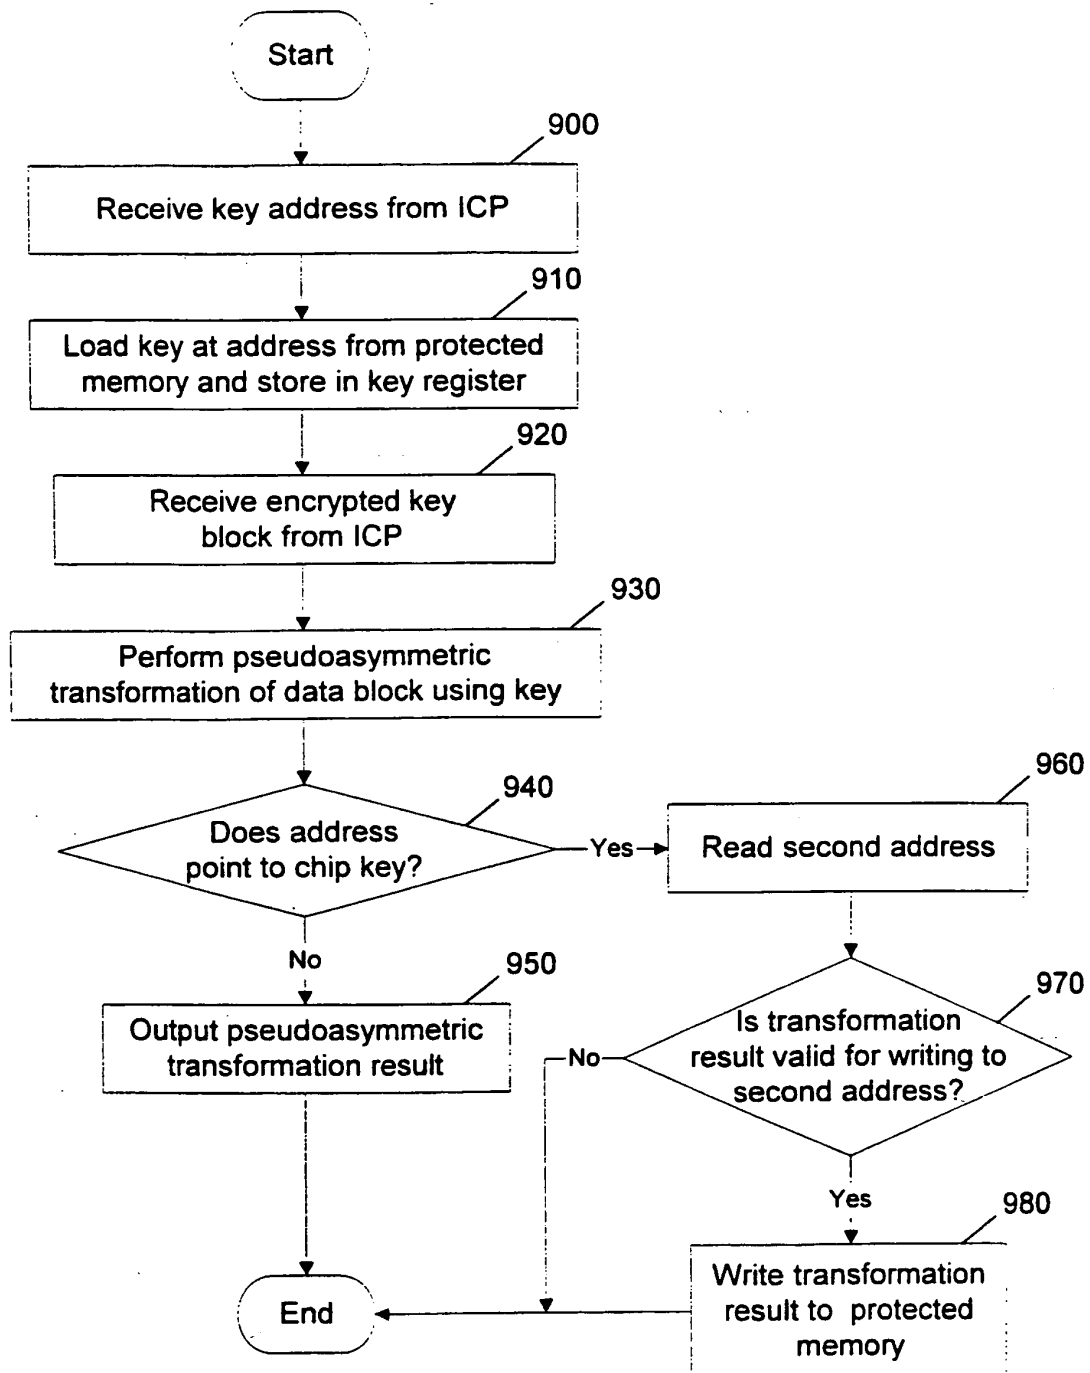 Start
900
Receive key address from ICP
910
Load key at address from protected
memory and store in key register
920
Receive encrypted key
block from ICP
930
Perform pseudoasymmetric
transformation of data block using key
940
Does address
point to chip key?
Yes
960
Read second address
No
950
Output pseudoasymmetric
transformation result
970
Is transformation
result valid for writing to
second address?
No
Yes
980
Write transformation
result to protected
memory
End